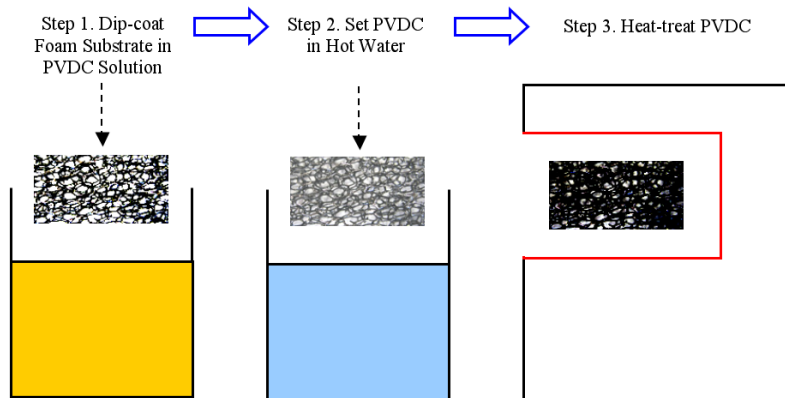 Step 1. Dip-coat
Foam Substrate in
PVDC Solution
Step 2. Set PVDC
in Hot Water
Step 3. Heat-treat PVDC